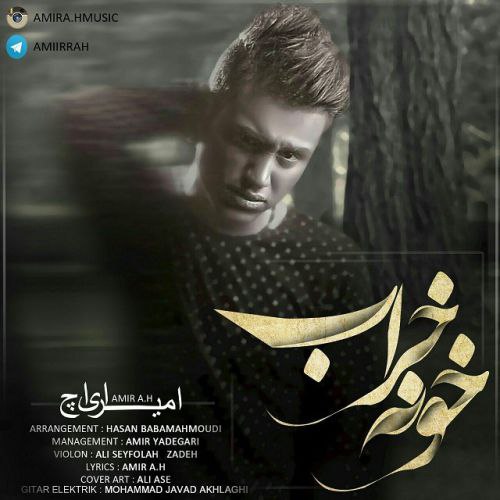 AMIRA.HMUSIC
AMIIRRAH
خونه خراب
امیر ای اچ AMIR A.H
ARRANGEMENT : HASAN BABAMAHMOUDI
MANAGEMENT : AMIR YADEGARI
VIOLON : ALI SEYFOLAH ZADEH
LYRICS : AMIR A.H
COVER ART : ALI ASE
GITAR ELEKTRIK : MOHAMMAD JAVAD AKHLAGHI